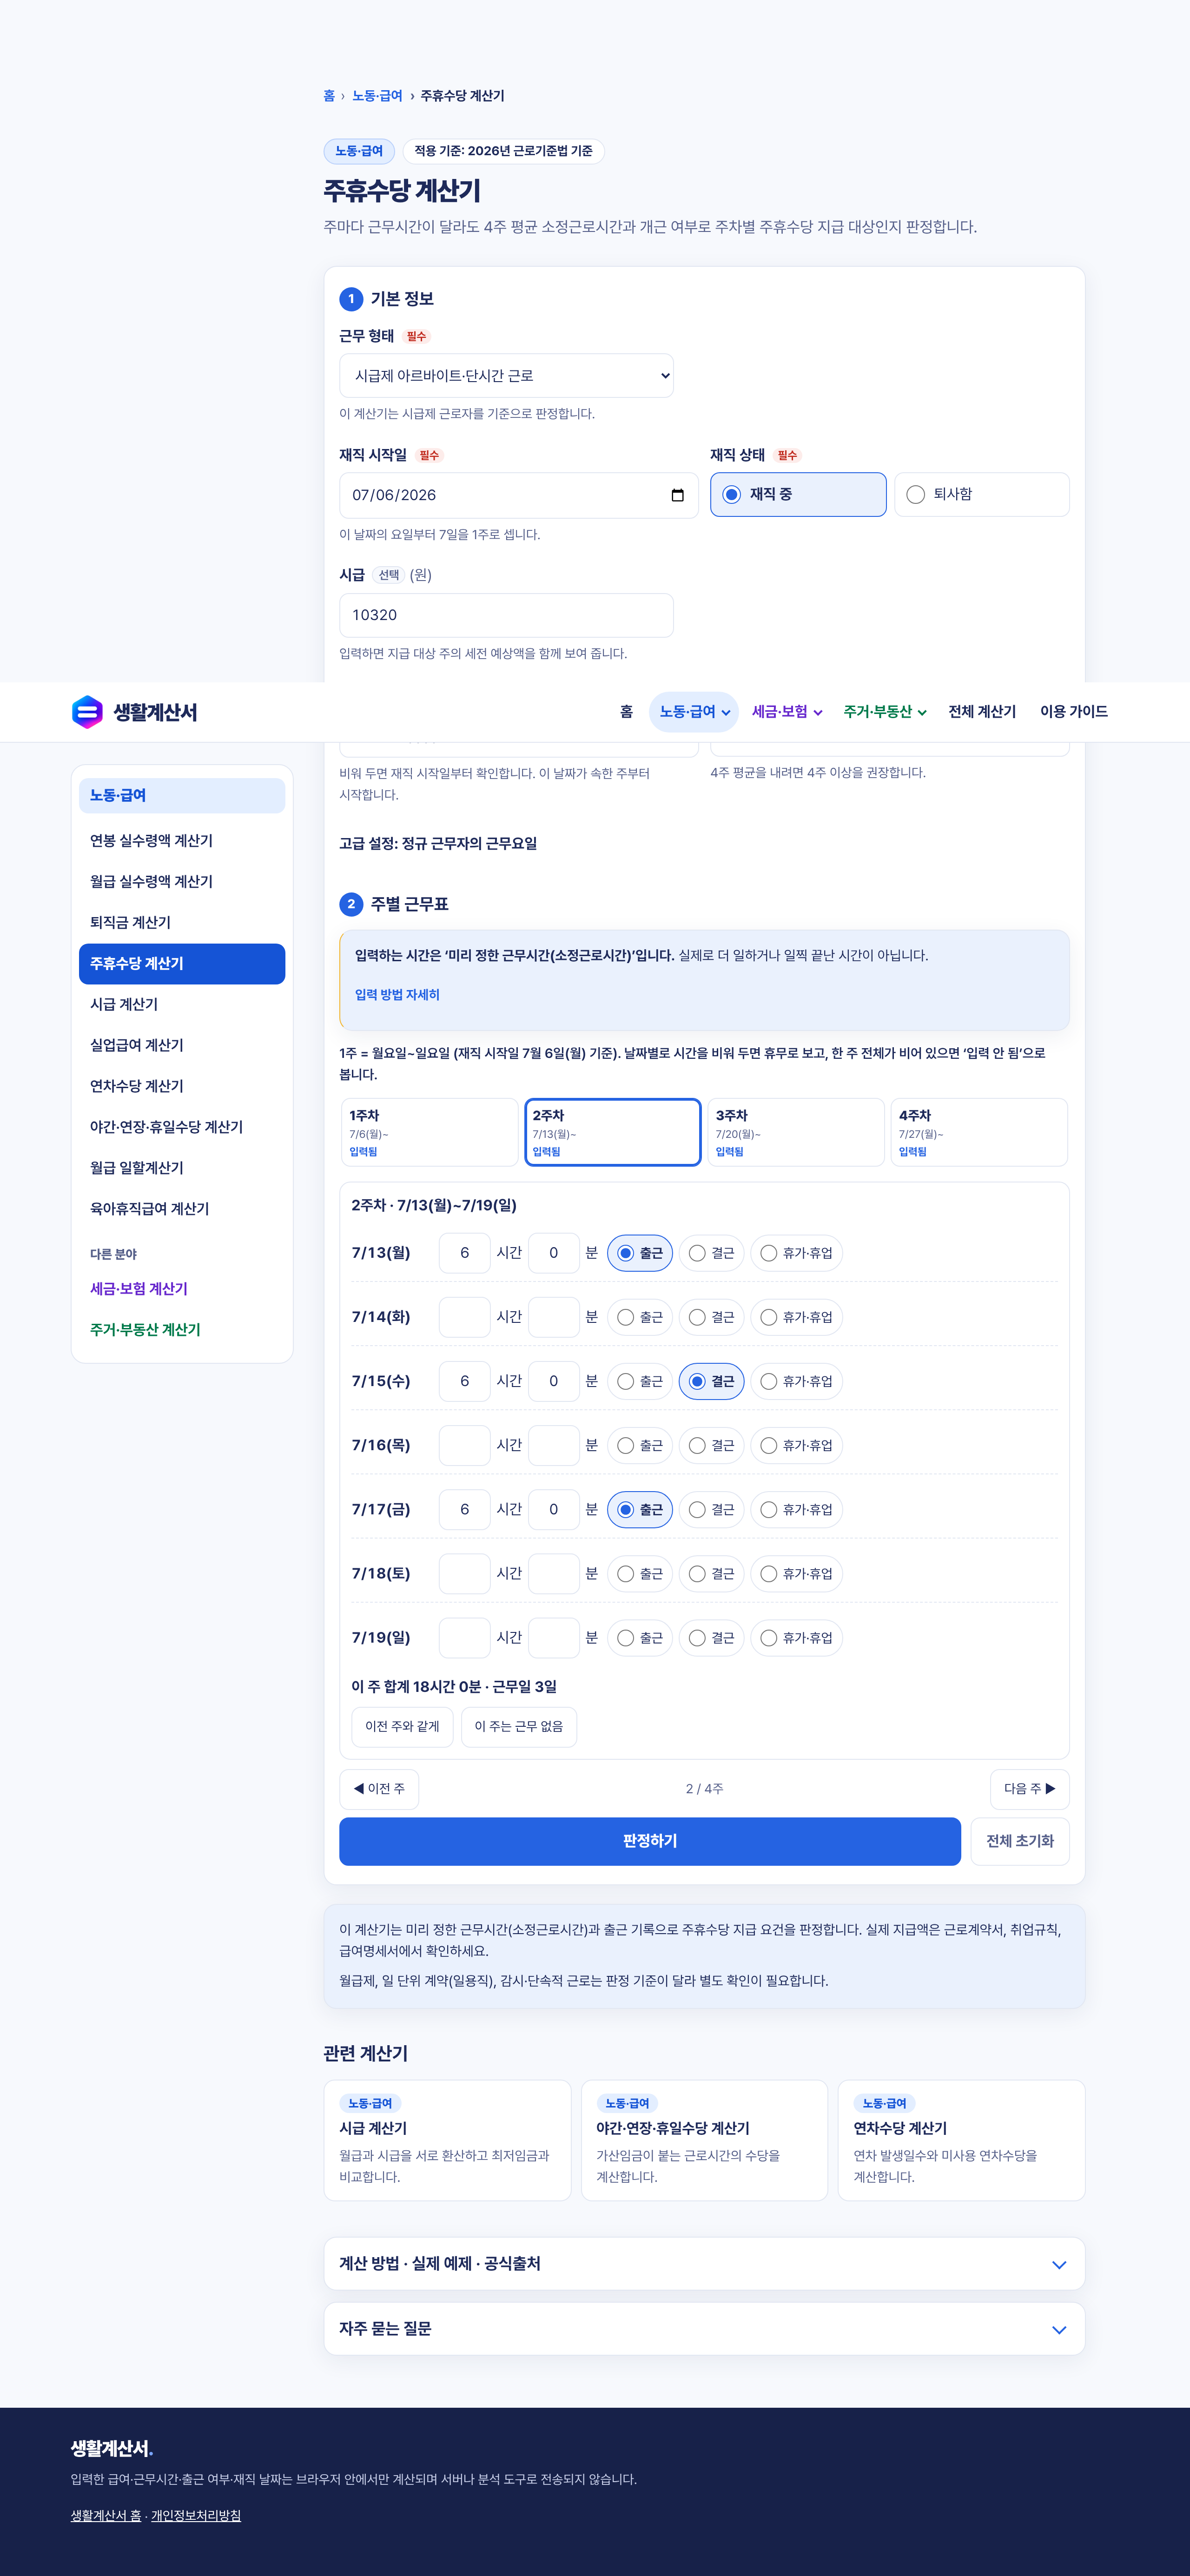 홈 › 노동·급여 › 주휴수당 계산기
노동·급여 적용 기준: 2026년 근로기준법 기준
주휴수당 계산기
주마다 근무시간이 달라도 4주 평균 소정근로시간과 개근 여부로 주차별 주휴수당 지급 대상인지 판정합니다.
1 기본 정보
근무 형태 필수
시급제 아르바이트·단시간 근로
이 계산기는 시급제 근로자를 기준으로 판정합니다.
재직 시작일 필수
07/06/2026
이 날짜의 요일부터 7일을 1주로 셉니다.
재직 상태 필수
재직 중 퇴사함
시급 선택 (원)
10320
입력하면 지급 대상 주의 세전 예상액을 함께 보여 줍니다.
생활계산서
홈 노동·급여 세금·보험 주거·부동산 전체 계산기 이용 가이드
노동·급여
연봉 실수령액 계산기
월급 실수령액 계산기
퇴직금 계산기
주휴수당 계산기
시급 계산기
실업급여 계산기
연차수당 계산기
야간·연장·휴일수당 계산기
월급 일할계산기
육아휴직급여 계산기
다른 분야
세금·보험 계산기
주거·부동산 계산기
비워 두면 재직 시작일부터 확인합니다. 이 날짜가 속한 주부터
시작합니다.
4주 평균을 내려면 4주 이상을 권장합니다.
고급 설정: 정규 근무자의 근무요일
2 주별 근무표
입력하는 시간은 ‘미리 정한 근무시간(소정근로시간)’입니다. 실제로 더 일하거나 일찍 끝난 시간이 아닙니다.
입력 방법 자세히
1주 = 월요일~일요일 (재직 시작일 7월 6일(월) 기준). 날짜별로 시간을 비워 두면 휴무로 보고, 한 주 전체가 비어 있으면 ‘입력 안 됨’으로
봅니다.
1주차
7/6(월)~
입력됨
2주차
7/13(월)~
입력됨
3주차
7/20(월)~
입력됨
4주차
7/27(월)~
입력됨
2주차 · 7/13(월)~7/19(일)
7/13(월) 6 시간 0 분 출근 결근 휴가·휴업
7/14(화) 시간 분 출근 결근 휴가·휴업
7/15(수) 6 시간 0 분 출근 결근 휴가·휴업
7/16(목) 시간 분 출근 결근 휴가·휴업
7/17(금) 6 시간 0 분 출근 결근 휴가·휴업
7/18(토) 시간 분 출근 결근 휴가·휴업
7/19(일) 시간 분 출근 결근 휴가·휴업
이 주 합계 18시간 0분 · 근무일 3일
이전 주와 같게 이 주는 근무 없음
◀ 이전 주 2 / 4주 다음 주 ▶
판정하기 전체 초기화
이 계산기는 미리 정한 근무시간(소정근로시간)과 출근 기록으로 주휴수당 지급 요건을 판정합니다. 실제 지급액은 근로계약서, 취업규칙,
급여명세서에서 확인하세요.
월급제, 일 단위 계약(일용직), 감시·단속적 근로는 판정 기준이 달라 별도 확인이 필요합니다.
관련 계산기
노동·급여
시급 계산기
월급과 시급을 서로 환산하고 최저임금과
비교합니다.
노동·급여
야간·연장·휴일수당 계산기
가산임금이 붙는 근로시간의 수당을
계산합니다.
노동·급여
연차수당 계산기
연차 발생일수와 미사용 연차수당을
계산합니다.
계산 방법 · 실제 예제 · 공식출처
자주 묻는 질문
생활계산서.
입력한 급여·근무시간·출근 여부·재직 날짜는 브라우저 안에서만 계산되며 서버나 분석 도구로 전송되지 않습니다.
생활계산서 홈 · 개인정보처리방침